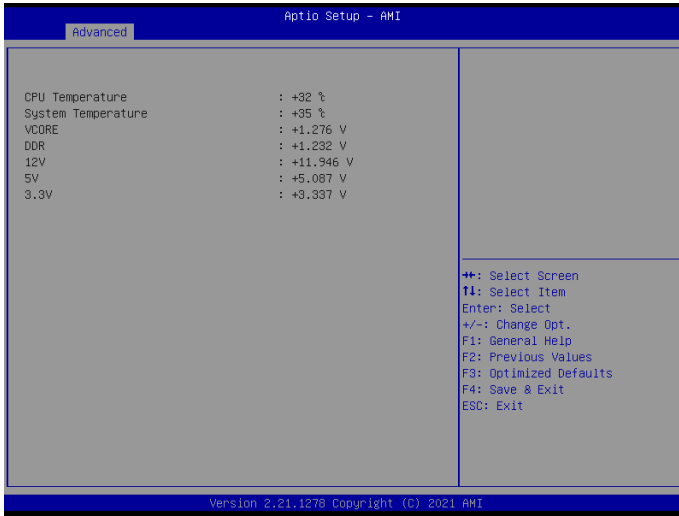 Aptio Setup – AMI
Advanced
CPU Temperature : +32 ℃
System Temperature : +35 ℃
VCORE : +1.276 V
DDR : +1.232 V
12V : +11.946 V
5V : +5.087 V
3.3V : +3.337 V
→←: Select Screen
↑↓: Select Item
Enter: Select
+/-: Change Opt.
F1: General Help
F2: Previous Values
F3: Optimized Defaults
F4: Save & Exit
ESC: Exit
Version 2.21.1278 Copyright (C) 2021 AMI